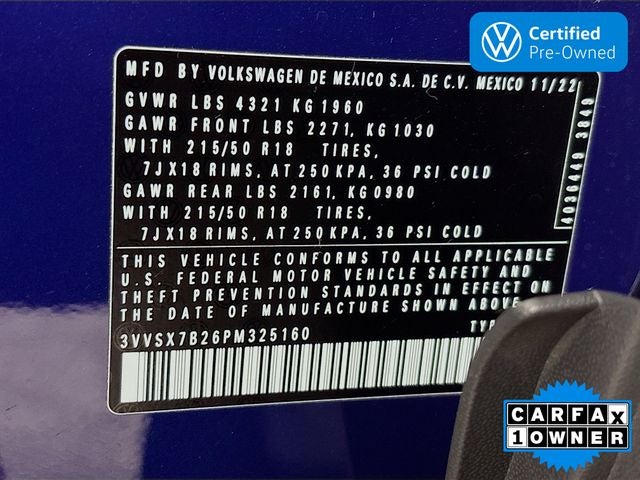 Certified
Pre-Owned
MFD BY VOLKSWAGEN DE MEXICO S.A. DE C.V. MEXICO 11/22
GVWR LBS 4321 KG 1960
GAWR FRONT LBS 2271, KG 1030
WITH 215/50 R18 TIRES,
7JX18 RIMS, AT 250 KPA, 36 PSI COLD
GAWR REAR LBS 2161, KG 0980
WITH 215/50 R18 TIRES,
7JX18 RIMS, AT 250 KPA, 36 PSI COLD
4036449 3849
THIS VEHICLE CONFORMS TO ALL APPLICABLE
U.S. FEDERAL MOTOR VEHICLE SAFETY AND
THEFT PREVENTION STANDARDS IN EFFECT ON
THE DATE OF MANUFACTURE SHOWN ABOVE
3VVSX7B26PM325160
CARFAX
1 OWNER